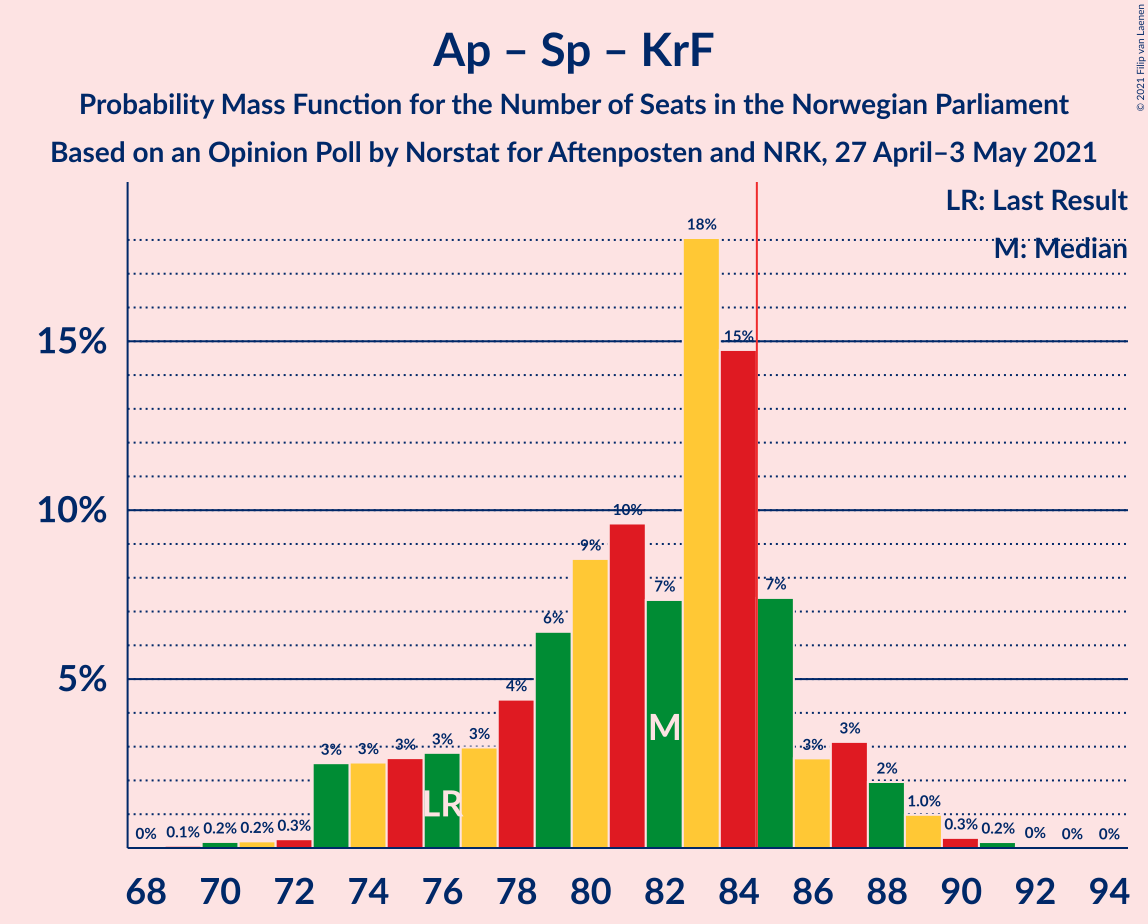 Ap – Sp – KrF
Probability Mass Function for the Number of Seats in the Norwegian Parliament
Based on an Opinion Poll by Norstat for Aftenposten and NRK, 27 April–3 May 2021
© 2021 Filip van Laenen
LR: Last Result
M: Median
15%
10%
5%
0% 0.1% 0.2% 0.2% 0.3% 3% 3% 3% 3% 3% 4% 6% 9% 10% 7% 18% 15% 7% 3% 3% 2% 1.0% 0.3% 0.2% 0% 0% 0%
LR M
68 70 72 74 76 78 80 82 84 86 88 90 92 94